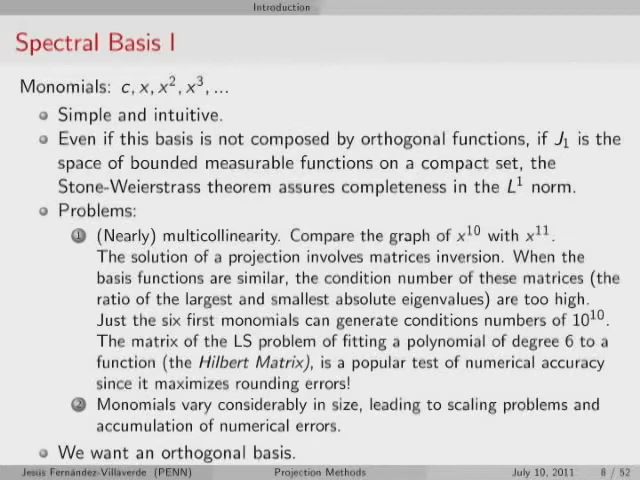 Introduction
Spectral Basis I
Monomials: c, x, x², x³, ...
Simple and intuitive.
Even if this basis is not composed by orthogonal functions, if J₁ is the
space of bounded measurable functions on a compact set, the
Stone-Weierstrass theorem assures completeness in the L¹ norm.
Problems:
1 (Nearly) multicollinearity. Compare the graph of x¹⁰ with x¹¹.
The solution of a projection involves matrices inversion. When the
basis functions are similar, the condition number of these matrices (the
ratio of the largest and smallest absolute eigenvalues) are too high.
Just the six first monomials can generate conditions numbers of 10¹⁰.
The matrix of the LS problem of fitting a polynomial of degree 6 to a
function (the Hilbert Matrix), is a popular test of numerical accuracy
since it maximizes rounding errors!
2 Monomials vary considerably in size, leading to scaling problems and
accumulation of numerical errors.
We want an orthogonal basis.
Jesús Fernández-Villaverde (PENN) Projection Methods July 10, 2011 8 / 52